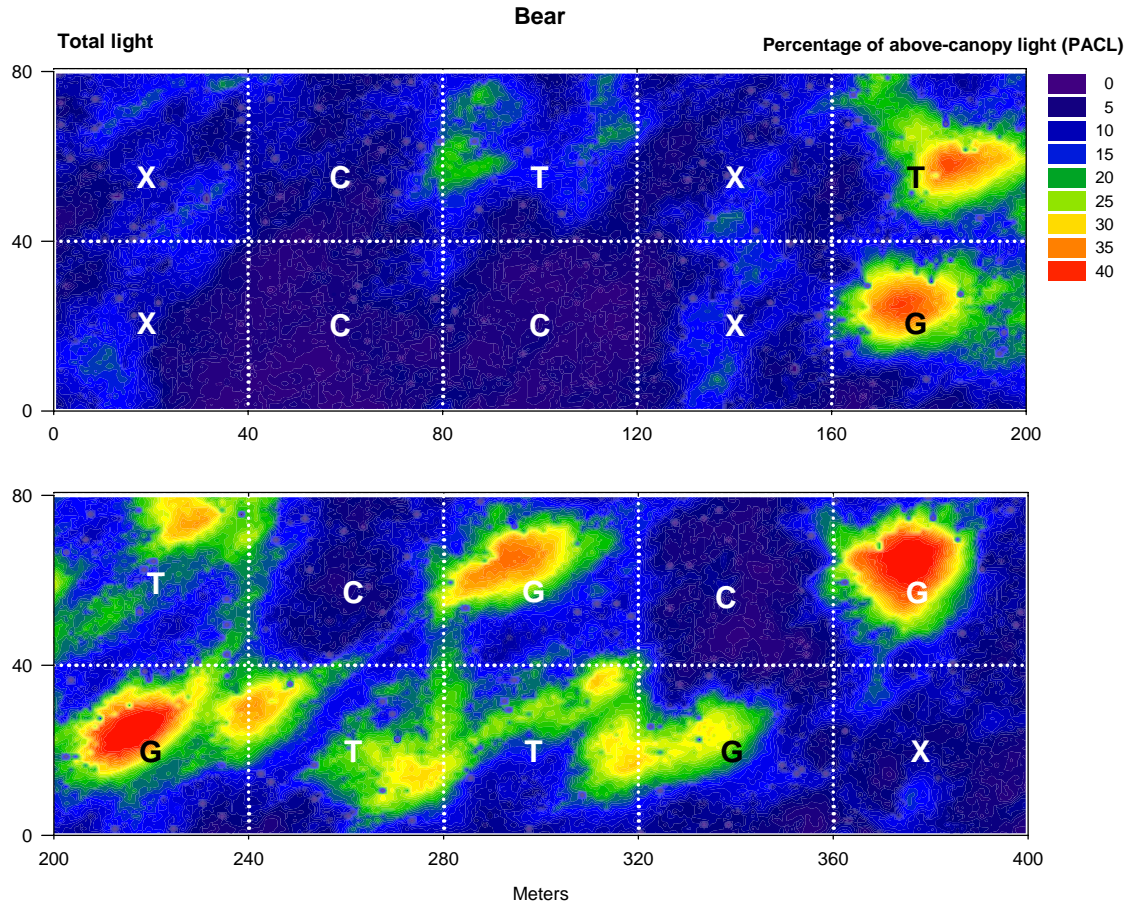 Bear
Total light
Percentage of above-canopy light (PACL)
80
0
5
10
15
20
25
30
35
40
X
C
T
X
T
40
X
C
C
X
G
0
0
40
80
120
160
200
80
T
C
G
C
G
40
G
T
T
G
X
0
200
240
280
320
360
400
Meters